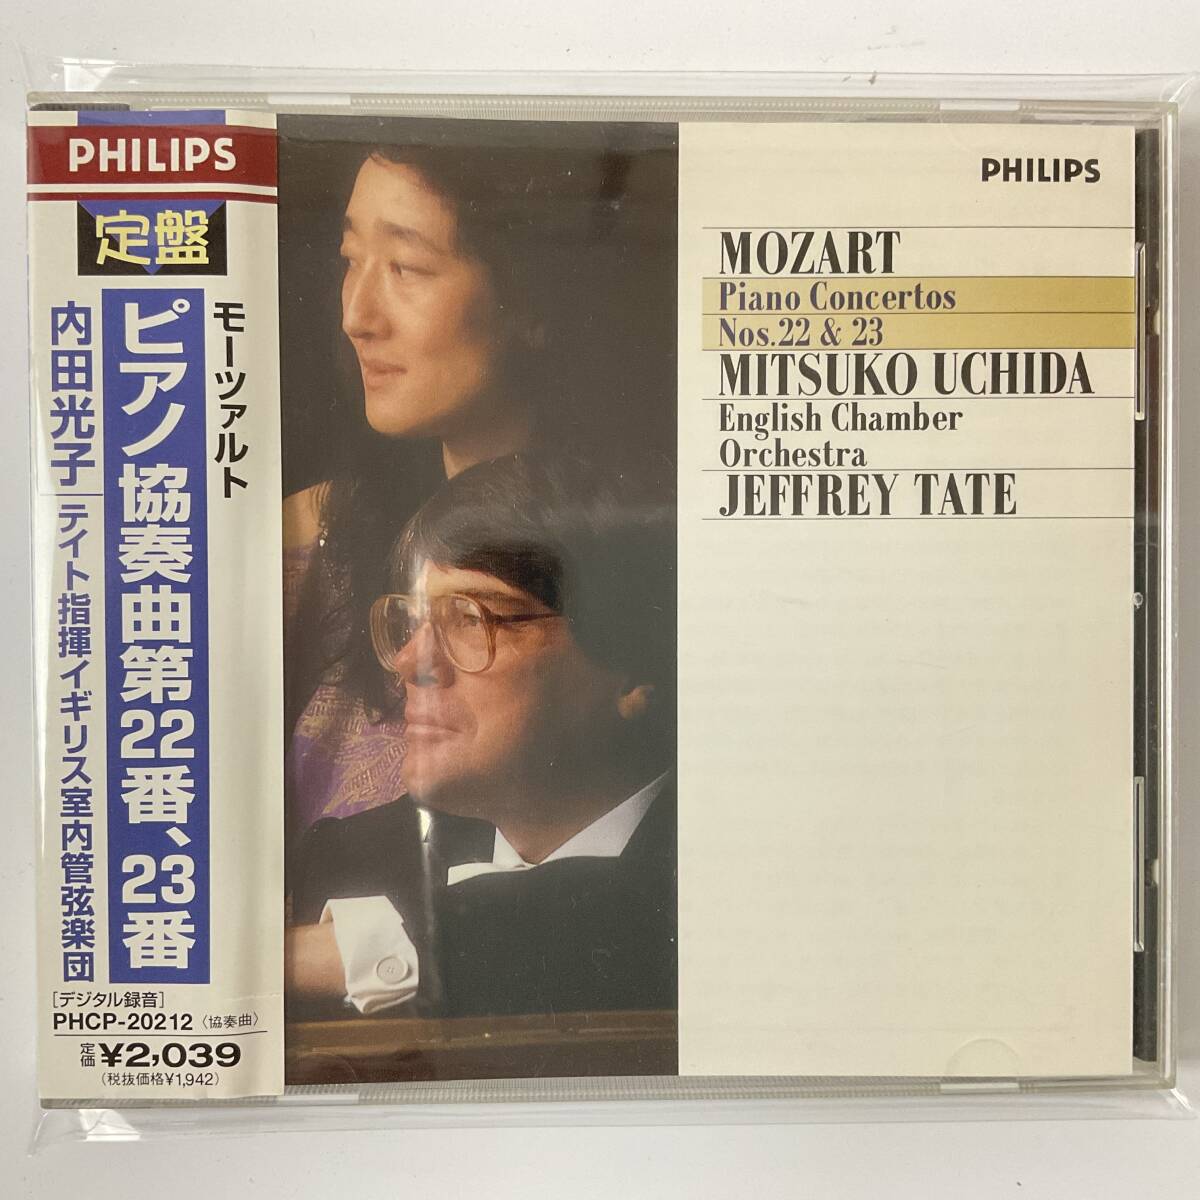 PHILIPS
定盤
モーツァルト
ピアノ協奏曲第22番、23番
内田光子
テイト指揮イギリス室内管弦楽団
[デジタル録音]
PHCP-20212〈協奏曲〉
定価¥2,039
(税抜価格¥1,942)
PHILIPS
MOZART
Piano Concertos
Nos.22 & 23
MITSUKO UCHIDA
English Chamber
Orchestra
JEFFREY TATE